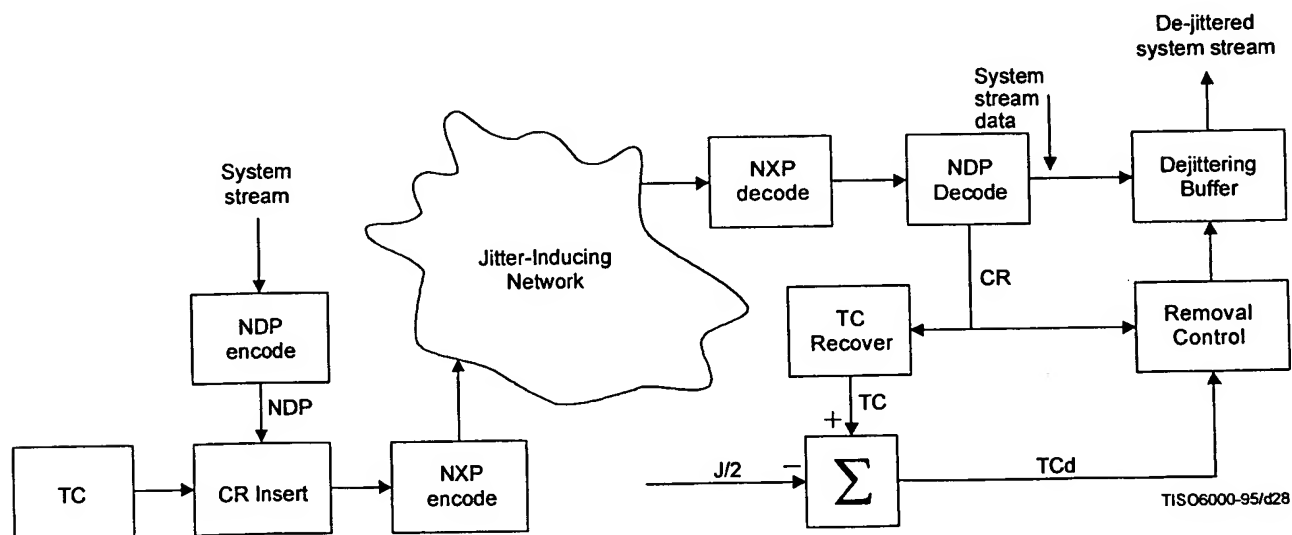 De-jittered
system stream
System
stream
data
NXP
decode
NDP
Decode
Dejittering
Buffer
System
stream
Jitter-Inducing
Network
CR
NDP
encode
TC
Recover
Removal
Control
NDP
TC
+
TC
CR Insert
NXP
encode
J/2
−
Σ
TCd
TISO6000-95/d28